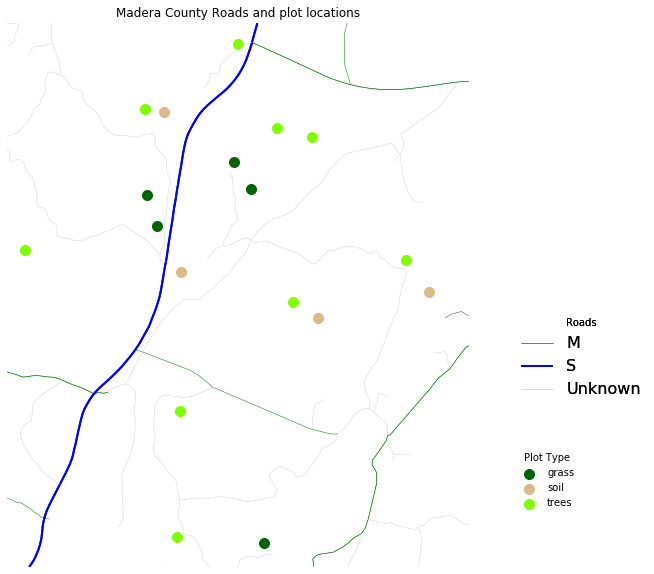 Madera County Roads and plot locations
Roads
M
S
Unknown
Plot Type
grass
soil
trees